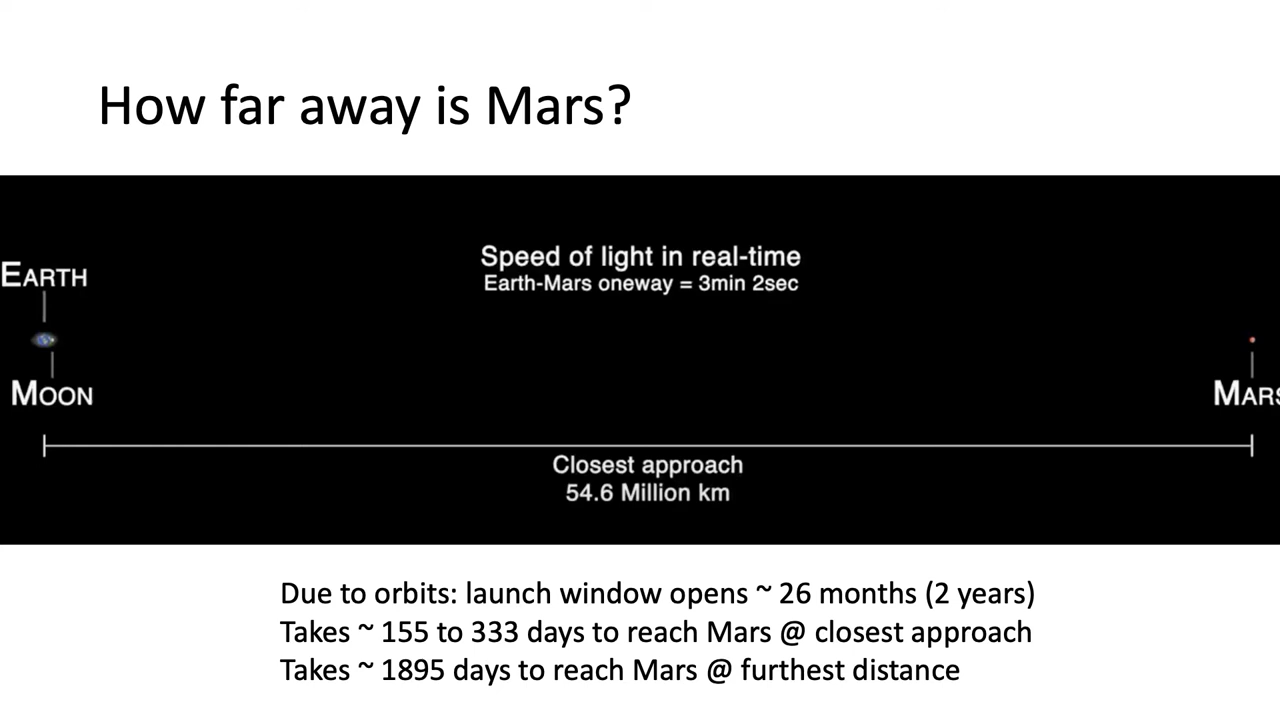 How far away is Mars?
Speed of light in real-time
Earth-Mars oneway = 3min 2sec
EARTH
MOON
MARS
Closest approach
54.6 Million km
Due to orbits: launch window opens ~ 26 months (2 years)
Takes ~ 155 to 333 days to reach Mars @ closest approach
Takes ~ 1895 days to reach Mars @ furthest distance